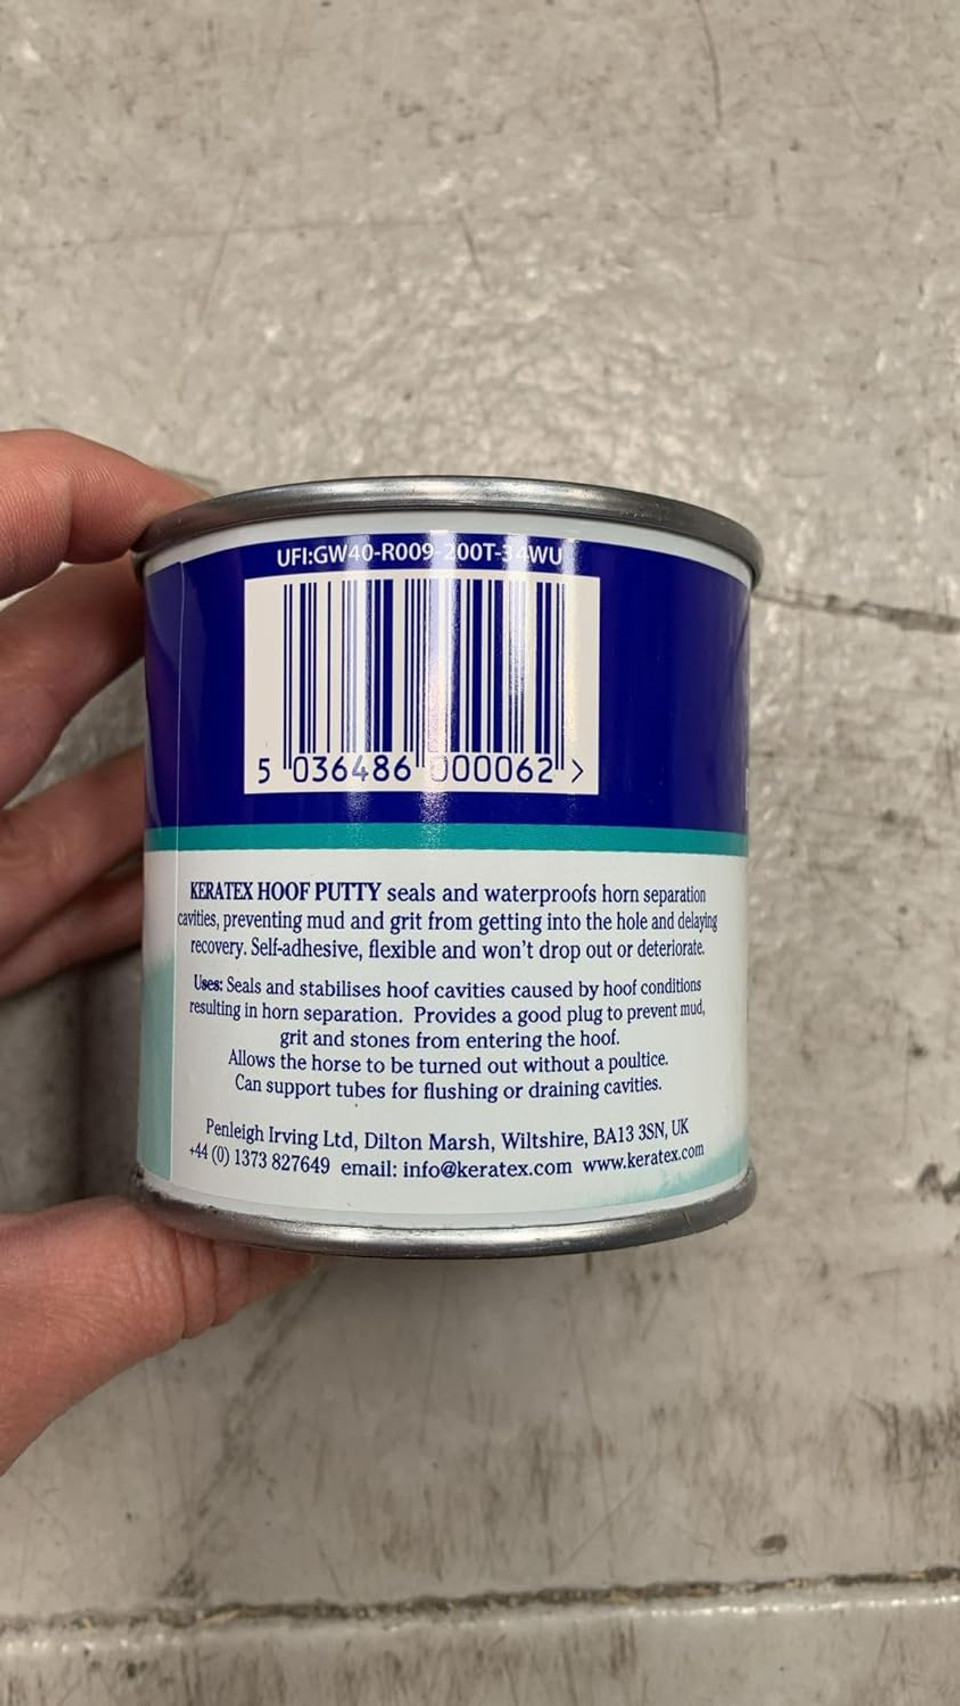 UFI:GW40-R009-200T-34WU
5 036486 000062 >
KERATEX HOOF PUTTY seals and waterproofs horn separation
cavities, preventing mud and grit from getting into the hole and delaying
recovery. Self-adhesive, flexible and won't drop out or deteriorate.
Uses: Seals and stabilises hoof cavities caused by hoof conditions
resulting in horn separation. Provides a good plug to prevent mud,
grit and stones from entering the hoof.
Allows the horse to be turned out without a poultice.
Can support tubes for flushing or draining cavities.
Penleigh Irving Ltd, Dilton Marsh, Wiltshire, BA13 3SN, UK
+44 (0) 1373 827649 email: info@keratex.com www.keratex.com